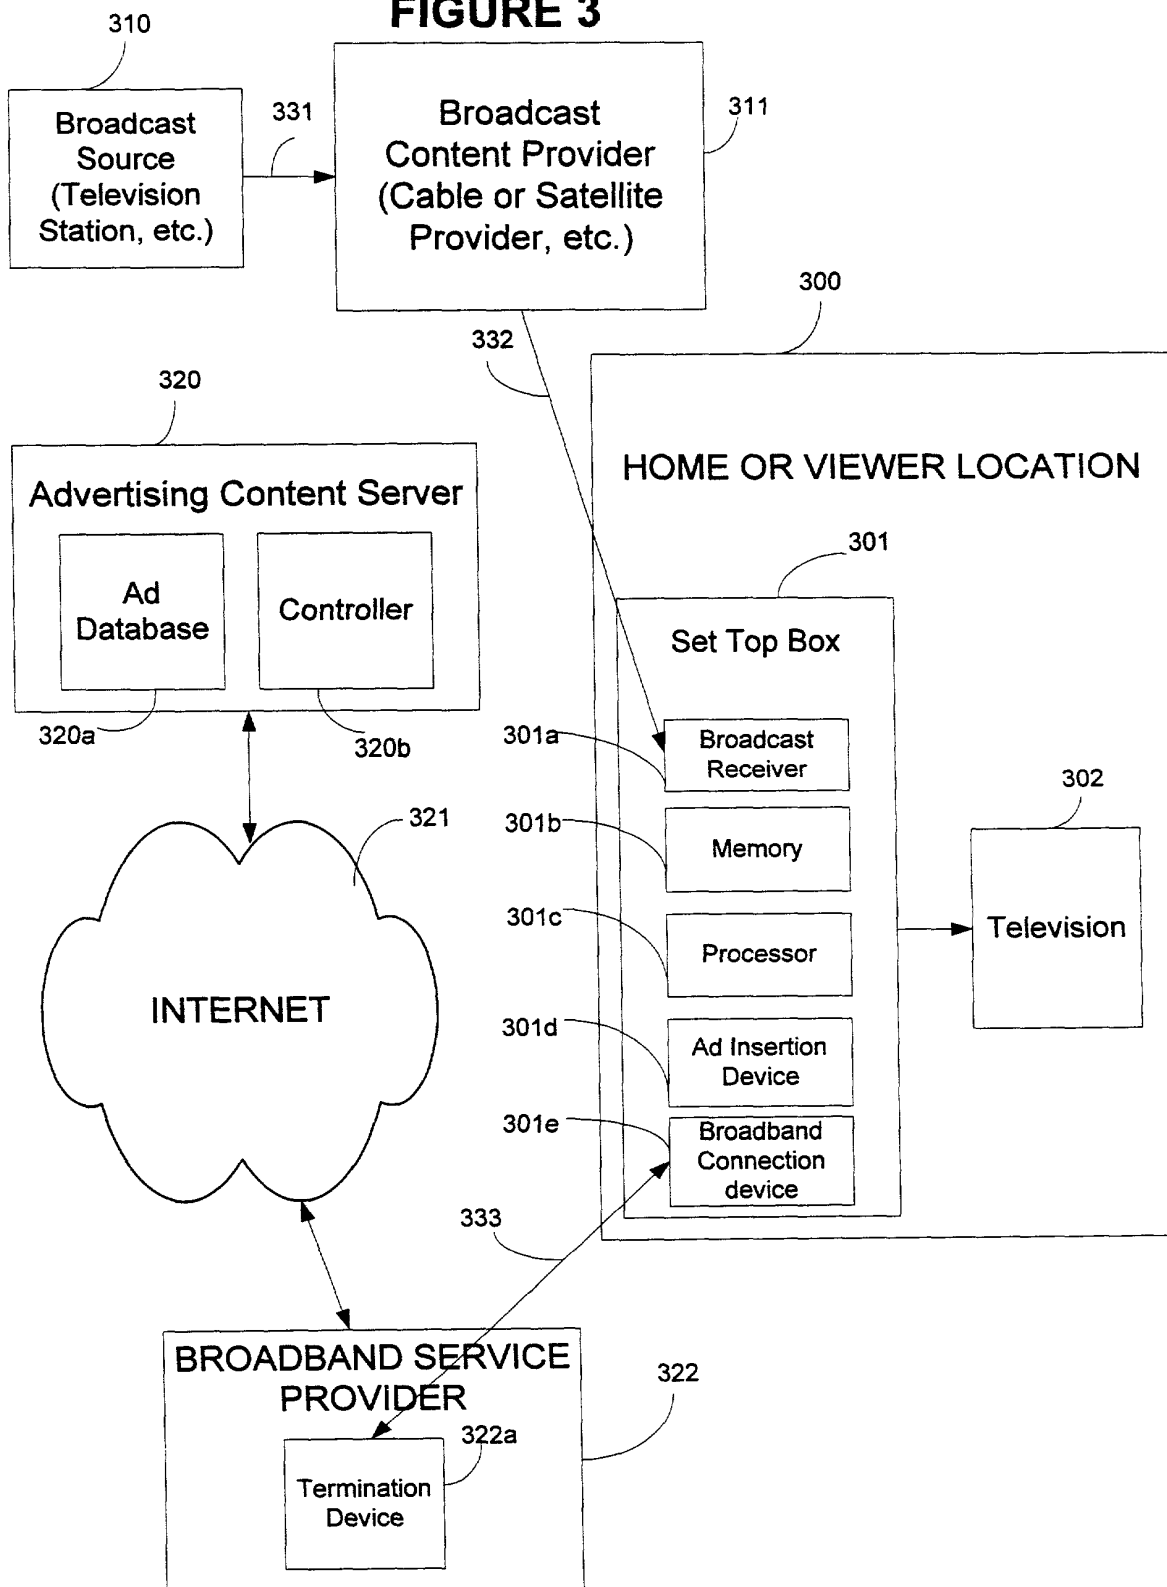 FIGURE 3
310
Broadcast
Source
(Television
Station, etc.)
331
Broadcast
Content Provider
(Cable or Satellite
Provider, etc.)
311
332
300
HOME OR VIEWER LOCATION
320
Advertising Content Server
Ad
Database
Controller
320a
320b
301
Set Top Box
301a
Broadcast
Receiver
301b
Memory
301c
Processor
301d
Ad Insertion
Device
301e
Broadband
Connection
device
302
Television
321
INTERNET
333
BROADBAND SERVICE
PROVIDER
322
322a
Termination
Device